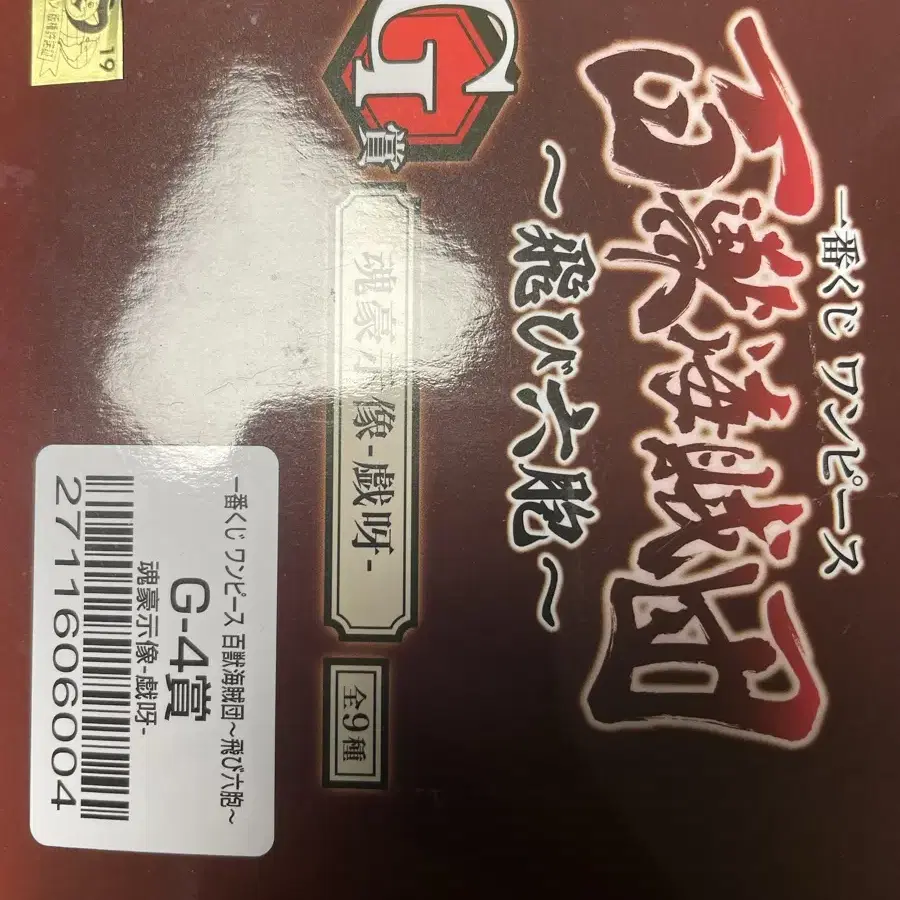 一番くじ ワンピース
百獣海賊団
～飛び六胞～
G賞
魂豪示像-戯呀-
全9種
一番くじ ワンピース 百獣海賊団～飛び六胞～
G-4賞
魂豪示像-戯呀-
2711606004
19